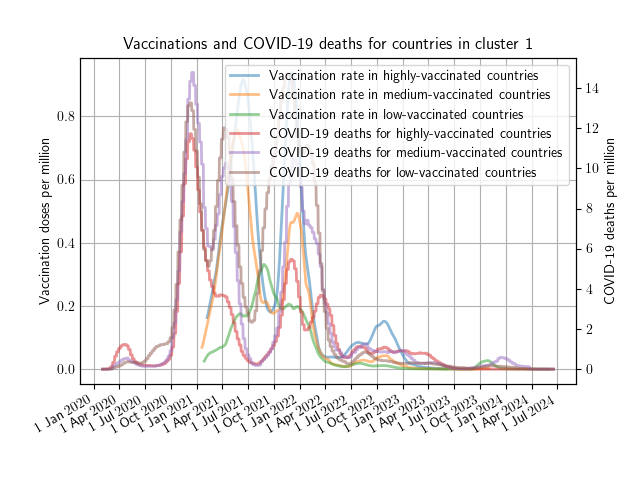 Vaccinations and COVID-19 deaths for countries in cluster 1
Vaccination rate in highly-vaccinated countries
Vaccination rate in medium-vaccinated countries
Vaccination rate in low-vaccinated countries
COVID-19 deaths for highly-vaccinated countries
COVID-19 deaths for medium-vaccinated countries
COVID-19 deaths for low-vaccinated countries
Vaccination doses per million
0.8
0.6
0.4
0.2
0.0
COVID-19 deaths per million
14
12
10
8
6
4
2
0
1 Jan 2020
1 Apr 2020
1 Jul 2020
1 Oct 2020
1 Jan 2021
1 Apr 2021
1 Jul 2021
1 Oct 2021
1 Jan 2022
1 Apr 2022
1 Jul 2022
1 Oct 2022
1 Jan 2023
1 Apr 2023
1 Jul 2023
1 Oct 2023
1 Jan 2024
1 Apr 2024
1 Jul 2024